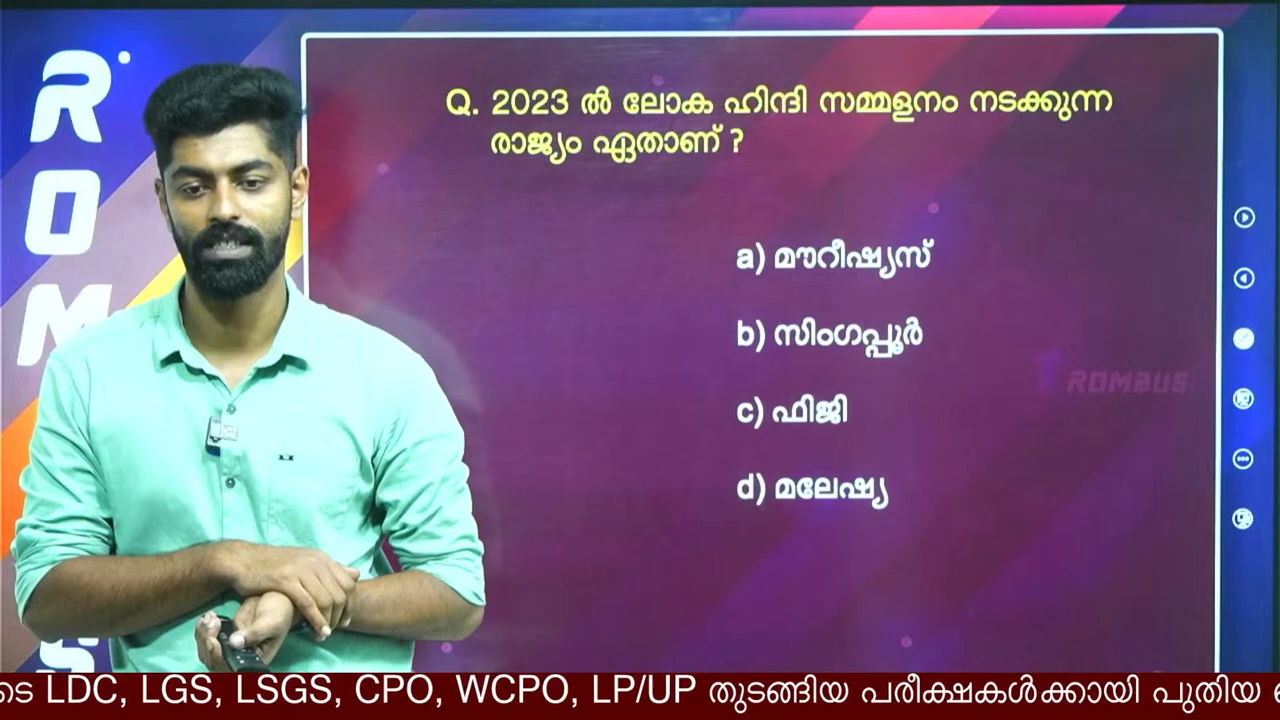 ROM
S
Q. 2023 ൽ ലോക ഹിന്ദി സമ്മളനം നടക്കുന്ന
രാജ്യം ഏതാണ് ?
a) മൗറീഷ്യസ്
b) സിംഗപ്പൂർ
c) ഫിജി
d) മലേഷ്യ
ROMBUS
ടെ LDC, LGS, LSGS, CPO, WCPO, LP/UP തുടങ്ങിയ പരീക്ഷകൾക്കായി പുതിയ